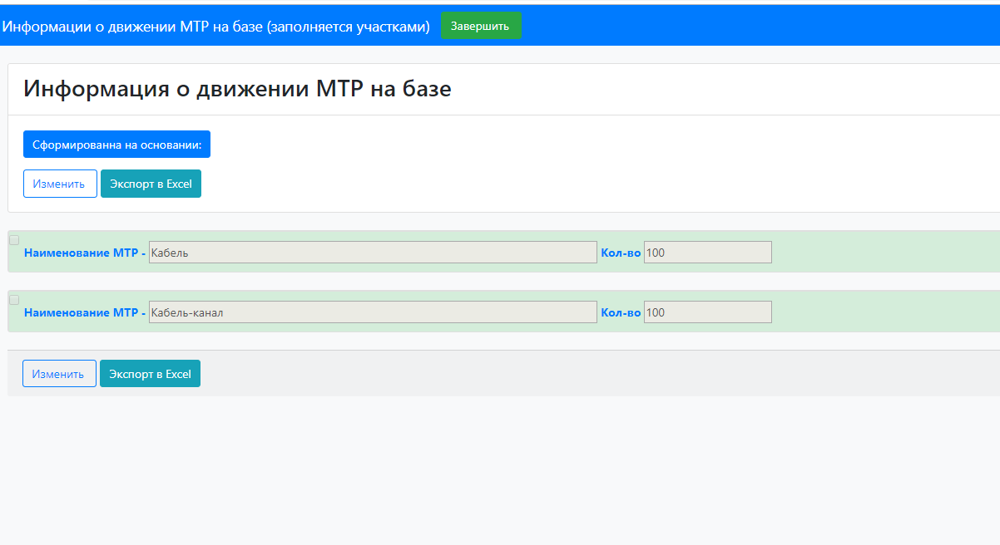 Информации о движении МТР на базе (заполняется участками) Завершить
Информация о движении МТР на базе
Сформированна на основании:
Изменить Экспорт в Excel
Наименование МТР - Кабель Кол-во 100
Наименование МТР - Кабель-канал Кол-во 100
Изменить Экспорт в Excel